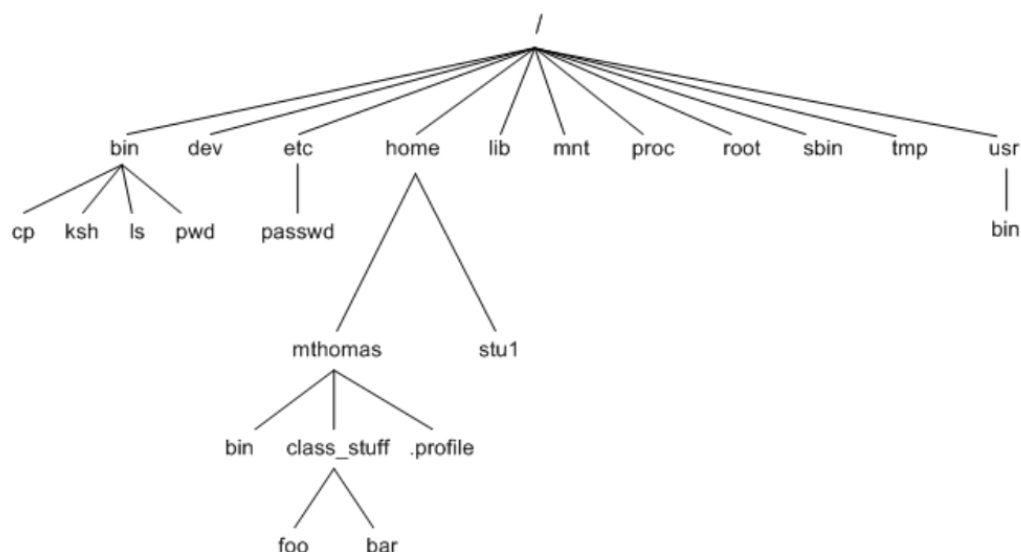 /
bin dev etc home lib mnt proc root sbin tmp usr
cp ksh ls pwd passwd bin
mthomas stu1
bin class_stuff .profile
foo bar